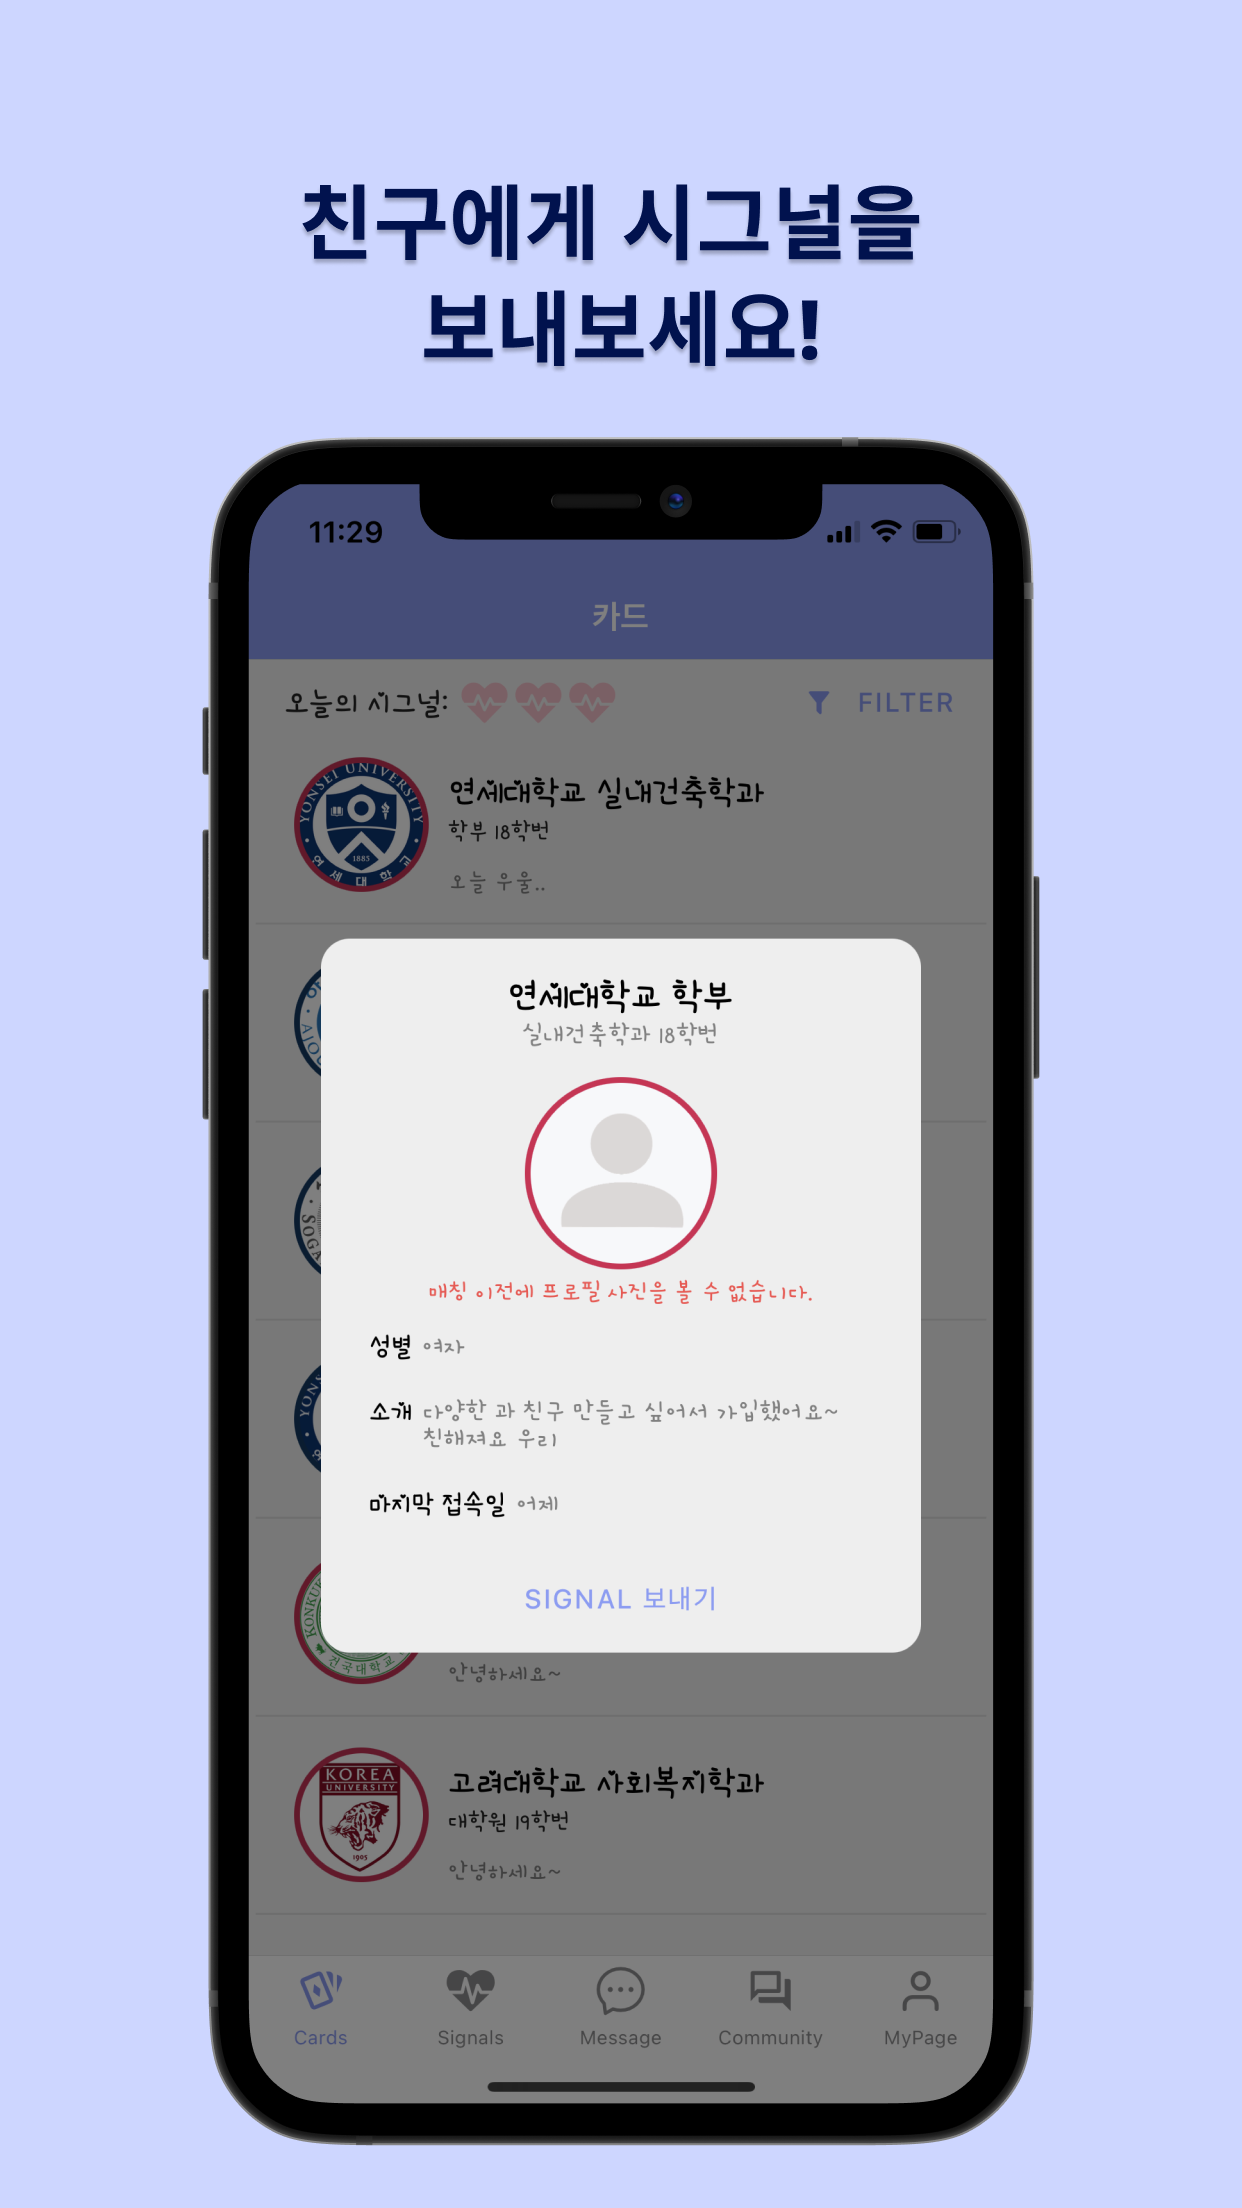 친구에게 시그널을
보내보세요!
11:29
카드
오늘의 시그널:
FILTER
YONSEI UNIVERSITY
1885
연세대학교
연세대학교 실내건축학과
학부 18학번
오늘 우울..
연세대학교 학부
실내건축학과 18학번
매칭 이전에 프로필 사진을 볼 수 없습니다.
성별 여자
소개 다양한 과 친구 만들고 싶어서 가입했어요~
친해져요 우리
마지막 접속일 어제
SIGNAL 보내기
건국대학교
안녕하세요~
KOREA
UNIVERSITY
1905
고려대학교 사회복지학과
대학원 19학번
안녕하세요~
Cards
Signals
Message
Community
MyPage